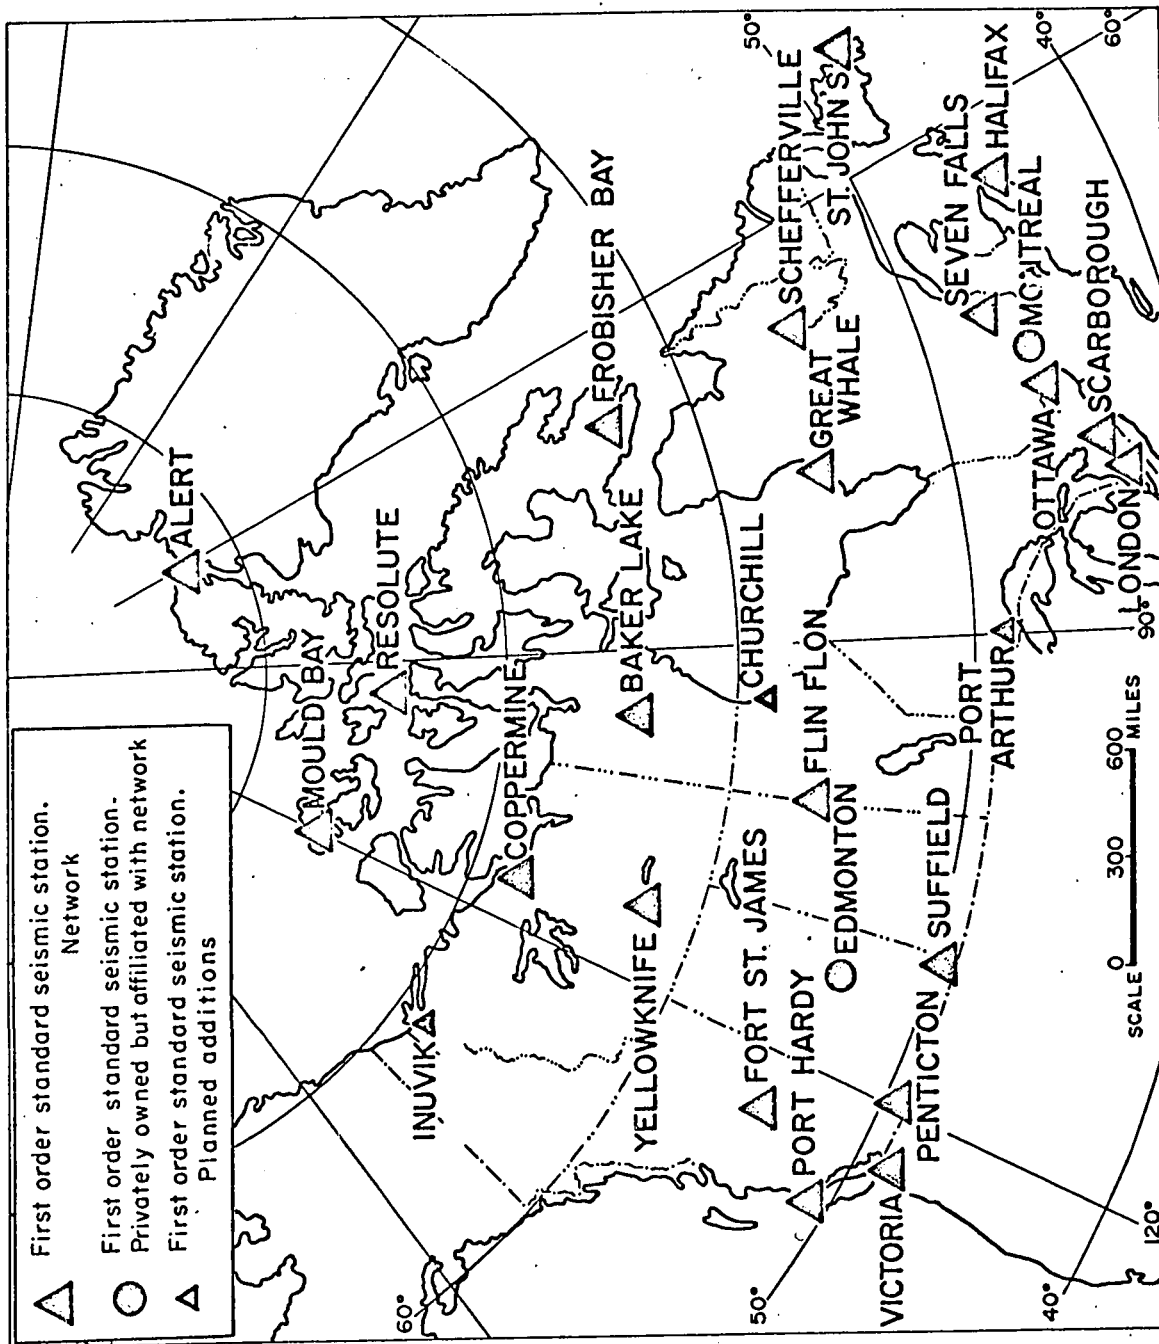 First order standard seismic station.
Network
First order standard seismic station.
Privately owned but affiliated with network
First order standard seismic station.
Planned additions
ALERT
MOULD BAY
RESOLUTE
INUVIK
COPPERMINE
BAKER LAKE
FROBISHER BAY
YELLOWKNIFE
CHURCHILL
FORT ST. JAMES
PORT HARDY
EDMONTON
FLIN FLON
GREAT
WHALE
SCHEFFERVILLE
ST. JOHN'S
VICTORIA
PENTICTON
SUFFIELD
PORT
ARTHUR
OTTAWA
SEVEN FALLS
HALIFAX
MONTREAL
SCARBOROUGH
LONDON
60°
50°
40°
120°
90°
50°
40°
60°
SCALE
0
300
600
MILES